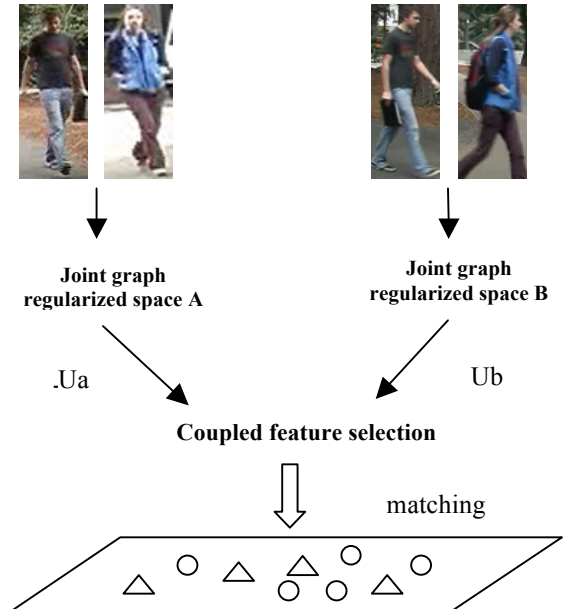 Joint graph
regularized space A
Joint graph
regularized space B
Ua
Ub
Coupled feature selection
matching